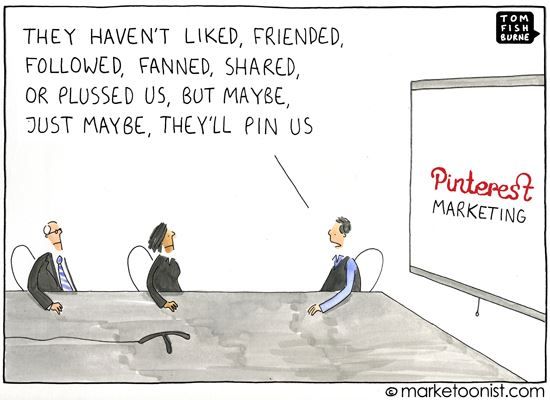 TOM
FISH
BURNE
THEY HAVEN'T LIKED, FRIENDED,
FOLLOWED, FANNED, SHARED,
OR PLUSSED US, BUT MAYBE,
JUST MAYBE, THEY'LL PIN US
Pinterest
MARKETING
© marketoonist.com